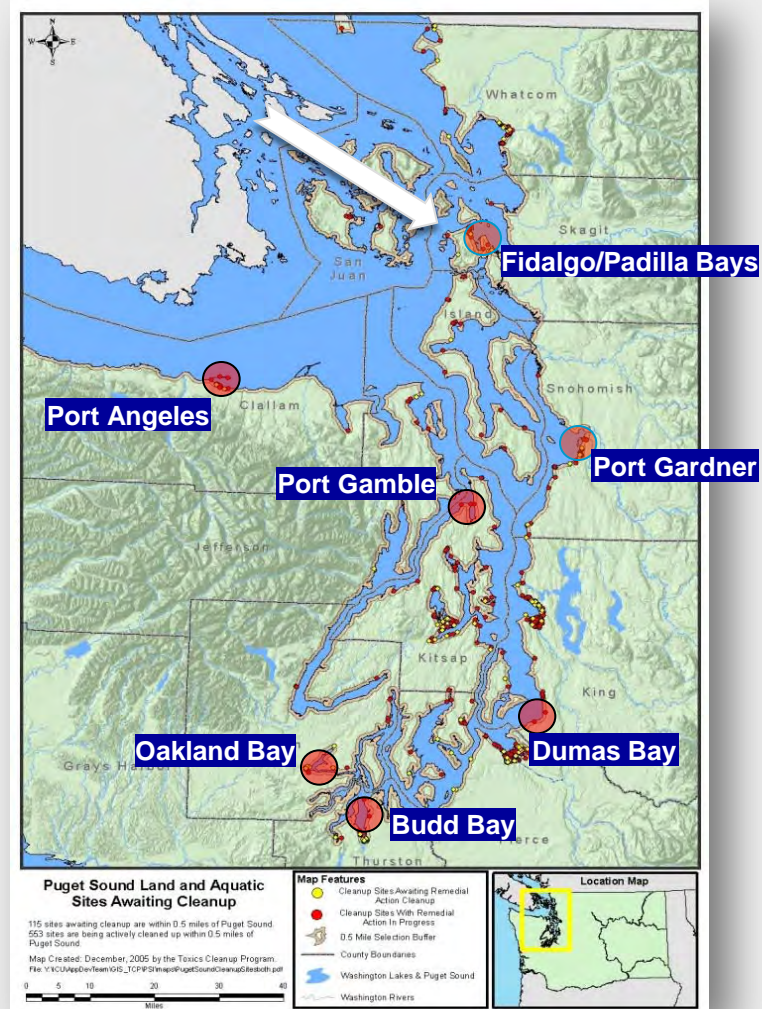 N
W
E
S
Whatcom
Skagit
San
Juan
Fidalgo/Padilla Bays
Island
Snohomish
Port Angeles
Clallam
Port Gardner
Port Gamble
Jefferson
Kitsap
King
Oakland Bay
Grays Harbor
Dumas Bay
Budd Bay
Pierce
Thurston
Puget Sound Land and Aquatic
Sites Awaiting Cleanup
115 sites awaiting cleanup are within 0.5 miles of Puget Sound.
553 sites are being actively cleaned up within 0.5 miles of
Puget Sound.
Map Created: December, 2005 by the Toxics Cleanup Program.
0 5 10 20 30 40
Miles
Map Features
Cleanup Sites Awaiting Remedial
Action Cleanup
Cleanup Sites With Remedial
Action In Progress
0.5 Mile Selection Buffer
County Boundaries
Washington Lakes & Puget Sound
Washington Rivers
Location Map